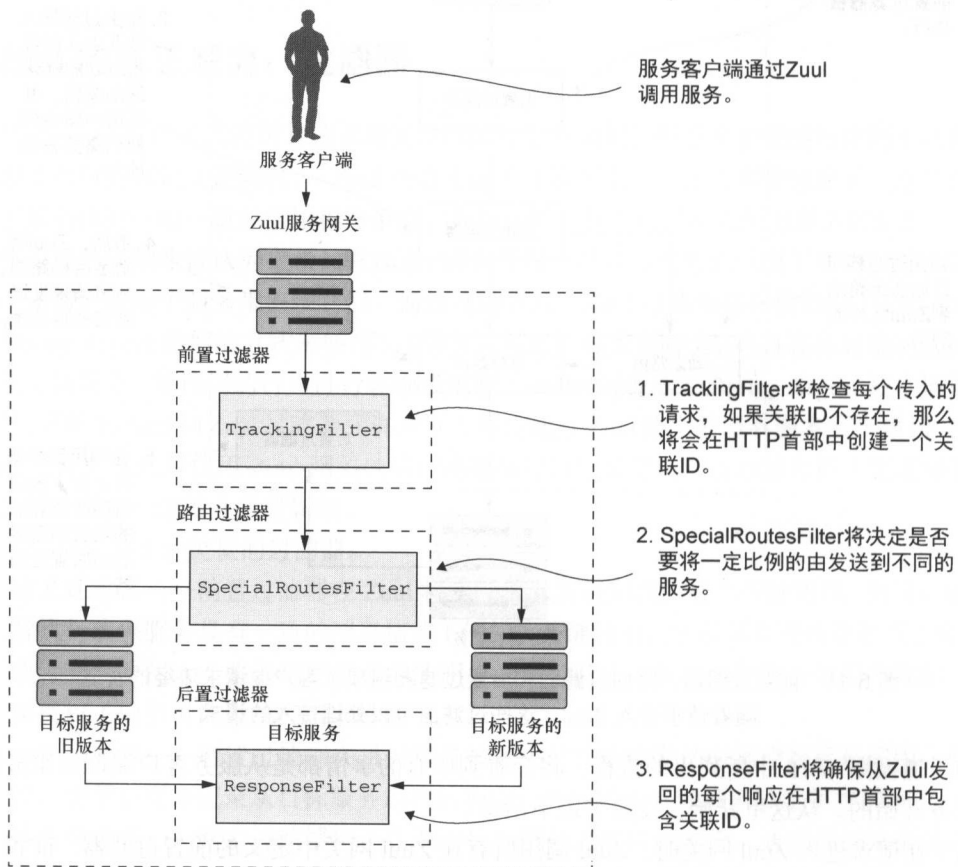 服务客户端通过Zuul
调用服务。
服务客户端
Zuul服务网关
前置过滤器
TrackingFilter
1. TrackingFilter将检查每个传入的
请求，如果关联ID不存在，那么
将会在HTTP首部中创建一个关
联ID。
路由过滤器
SpecialRoutesFilter
2. SpecialRoutesFilter将决定是否
要将一定比例的由发送到不同的
服务。
目标服务的
旧版本
后置过滤器
目标服务
ResponseFilter
目标服务的
新版本
3. ResponseFilter将确保从Zuul发
回的每个响应在HTTP首部中包
含关联ID。